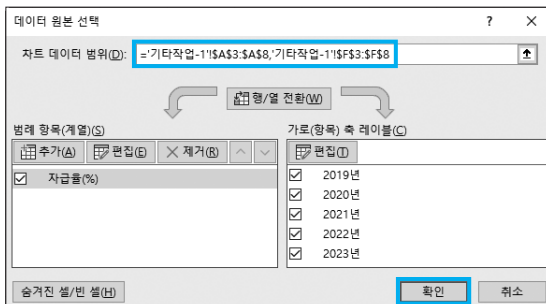 데이터 원본 선택 ? ×
차트 데이터 범위(D): ='기타작업-1'!$A$3:$A$8,'기타작업-1'!$F$3:$F$8
행/열 전환(W)
범례 항목(계열)(S) 가로(항목) 축 레이블(C)
추가(A) 편집(E) × 제거(R) 편집(T)
자급율(%) 2019년
2020년
2021년
2022년
2023년
숨겨진 셀/빈 셀(H) 확인 취소